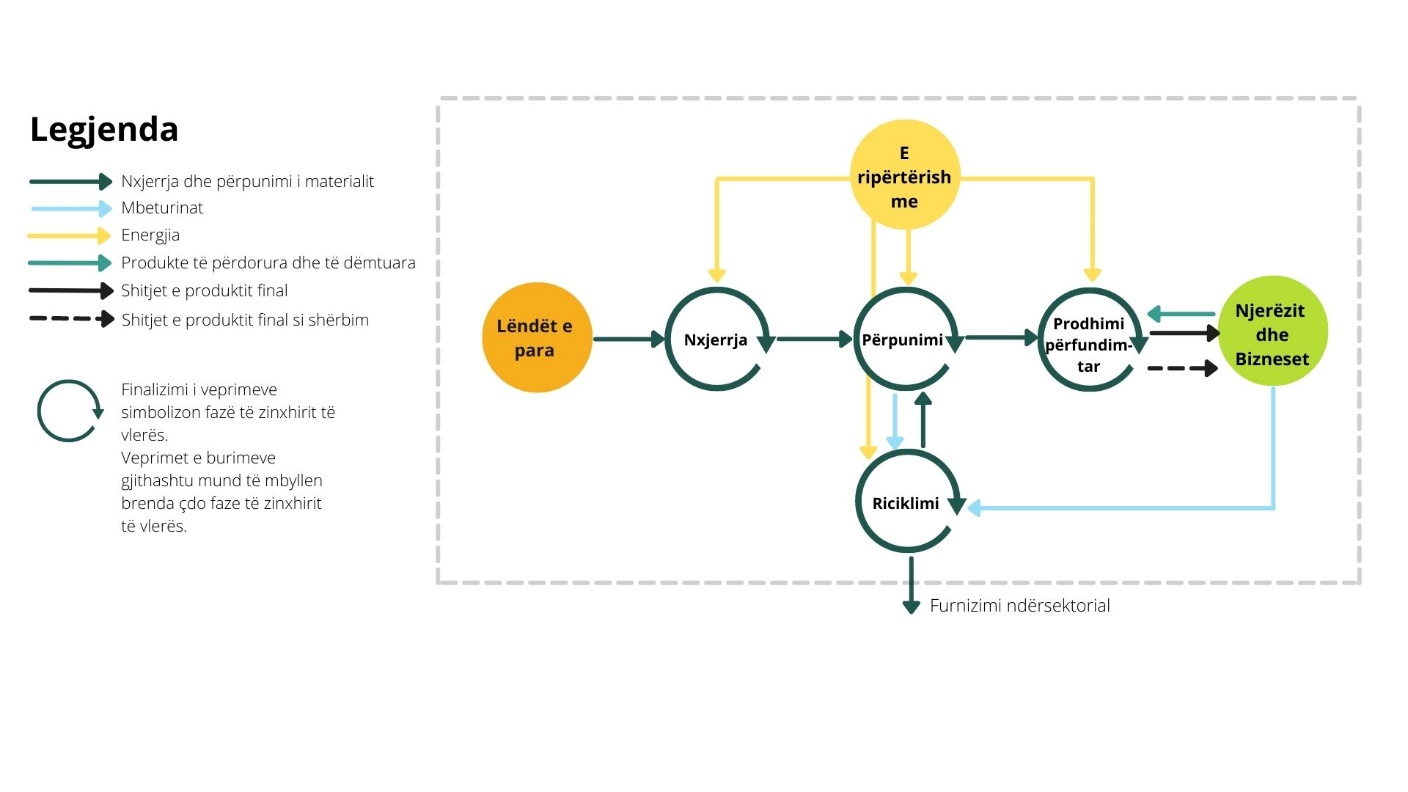 Legjenda
Nxjerrja dhe përpunimi i materialit
Mbeturinat
Energjia
Produkte të përdorura dhe të dëmtuara
Shitjet e produktit final
Shitjet e produktit final si shërbim
Finalizimi i veprimeve
simbolizon fazë të zinxhirit të
vlerës.
Veprimet e burimeve
gjithashtu mund të mbyllen
brenda çdo faze të zinxhirit
të vlerës.
E
ripërtërish
me
Lëndët e
para
Nxjerrja
Përpunimi
Prodhimi
përfundim-
tar
Njerëzit
dhe
Bizneset
Riciklimi
Furnizimi ndërsektorial